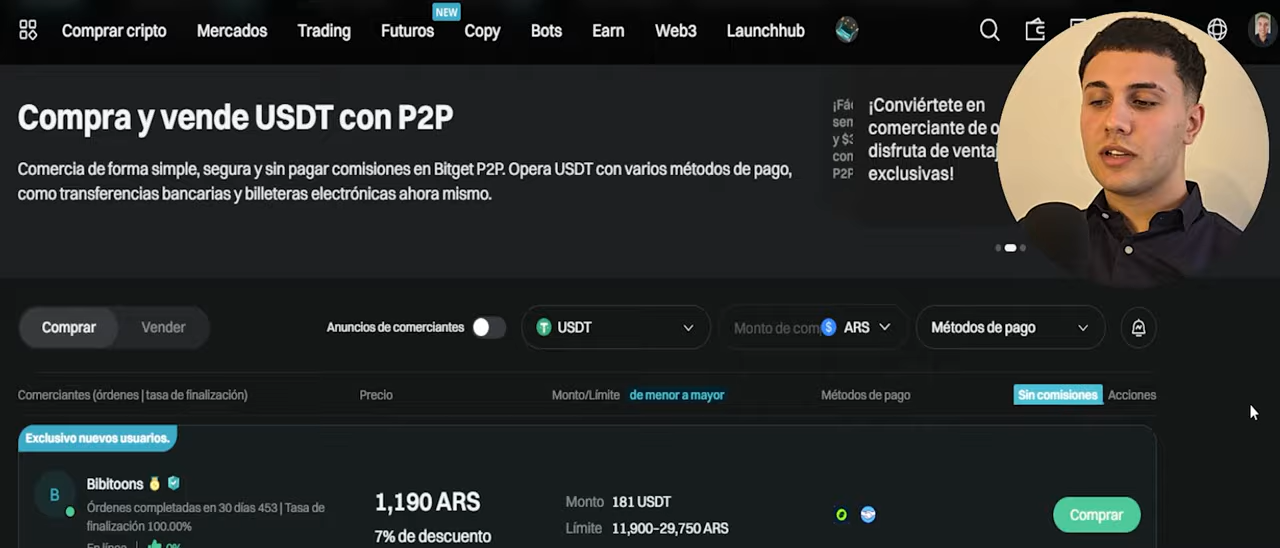 NEW
Comprar cripto Mercados Trading Futuros Copy Bots Earn Web3 Launchhub
Compra y vende USDT con P2P
Comercia de forma simple, segura y sin pagar comisiones en Bitget P2P. Opera USDT con varios métodos de pago,
como transferencias bancarias y billeteras electrónicas ahora mismo.
¡Conviértete en
comerciante de
disfruta de
exclusivas!
P2P
Comprar Vender Anuncios de comerciantes USDT Monto de ARS Métodos de pago
Comerciantes (órdenes | tasa de finalización) Precio Monto/Límite de menor a mayor Métodos de pago Sin comisiones Acciones
Exclusivo nuevos usuarios.
B
Bibitoons
Órdenes completadas en 30 días 453 | Tasa de
finalización 100.00%
En línea
1,190 ARS
7% de descuento
Monto 181 USDT
Límite 11,900-29,750 ARS
Comprar